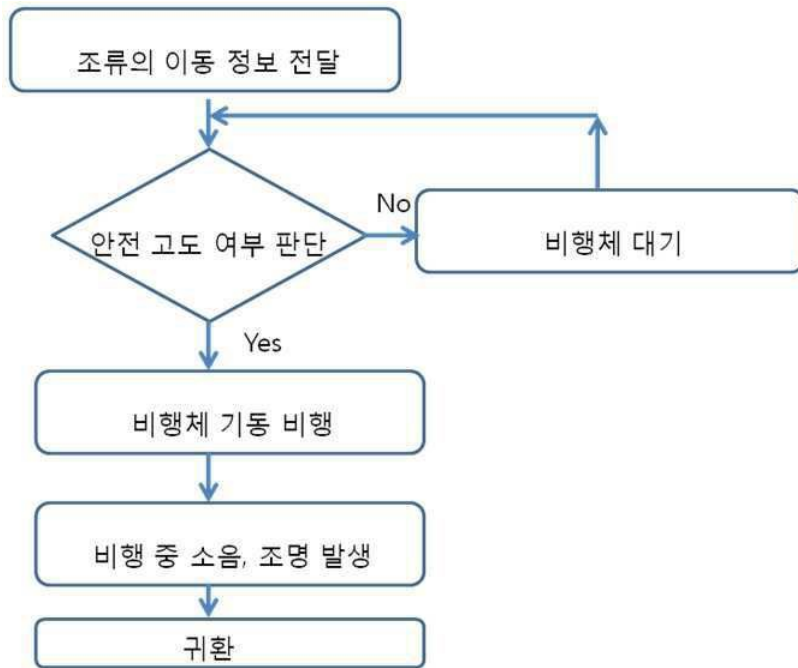 조류의 이동 정보 전달
안전 고도 여부 판단
No
비행체 대기
Yes
비행체 기동 비행
비행 중 소음, 조명 발생
귀환